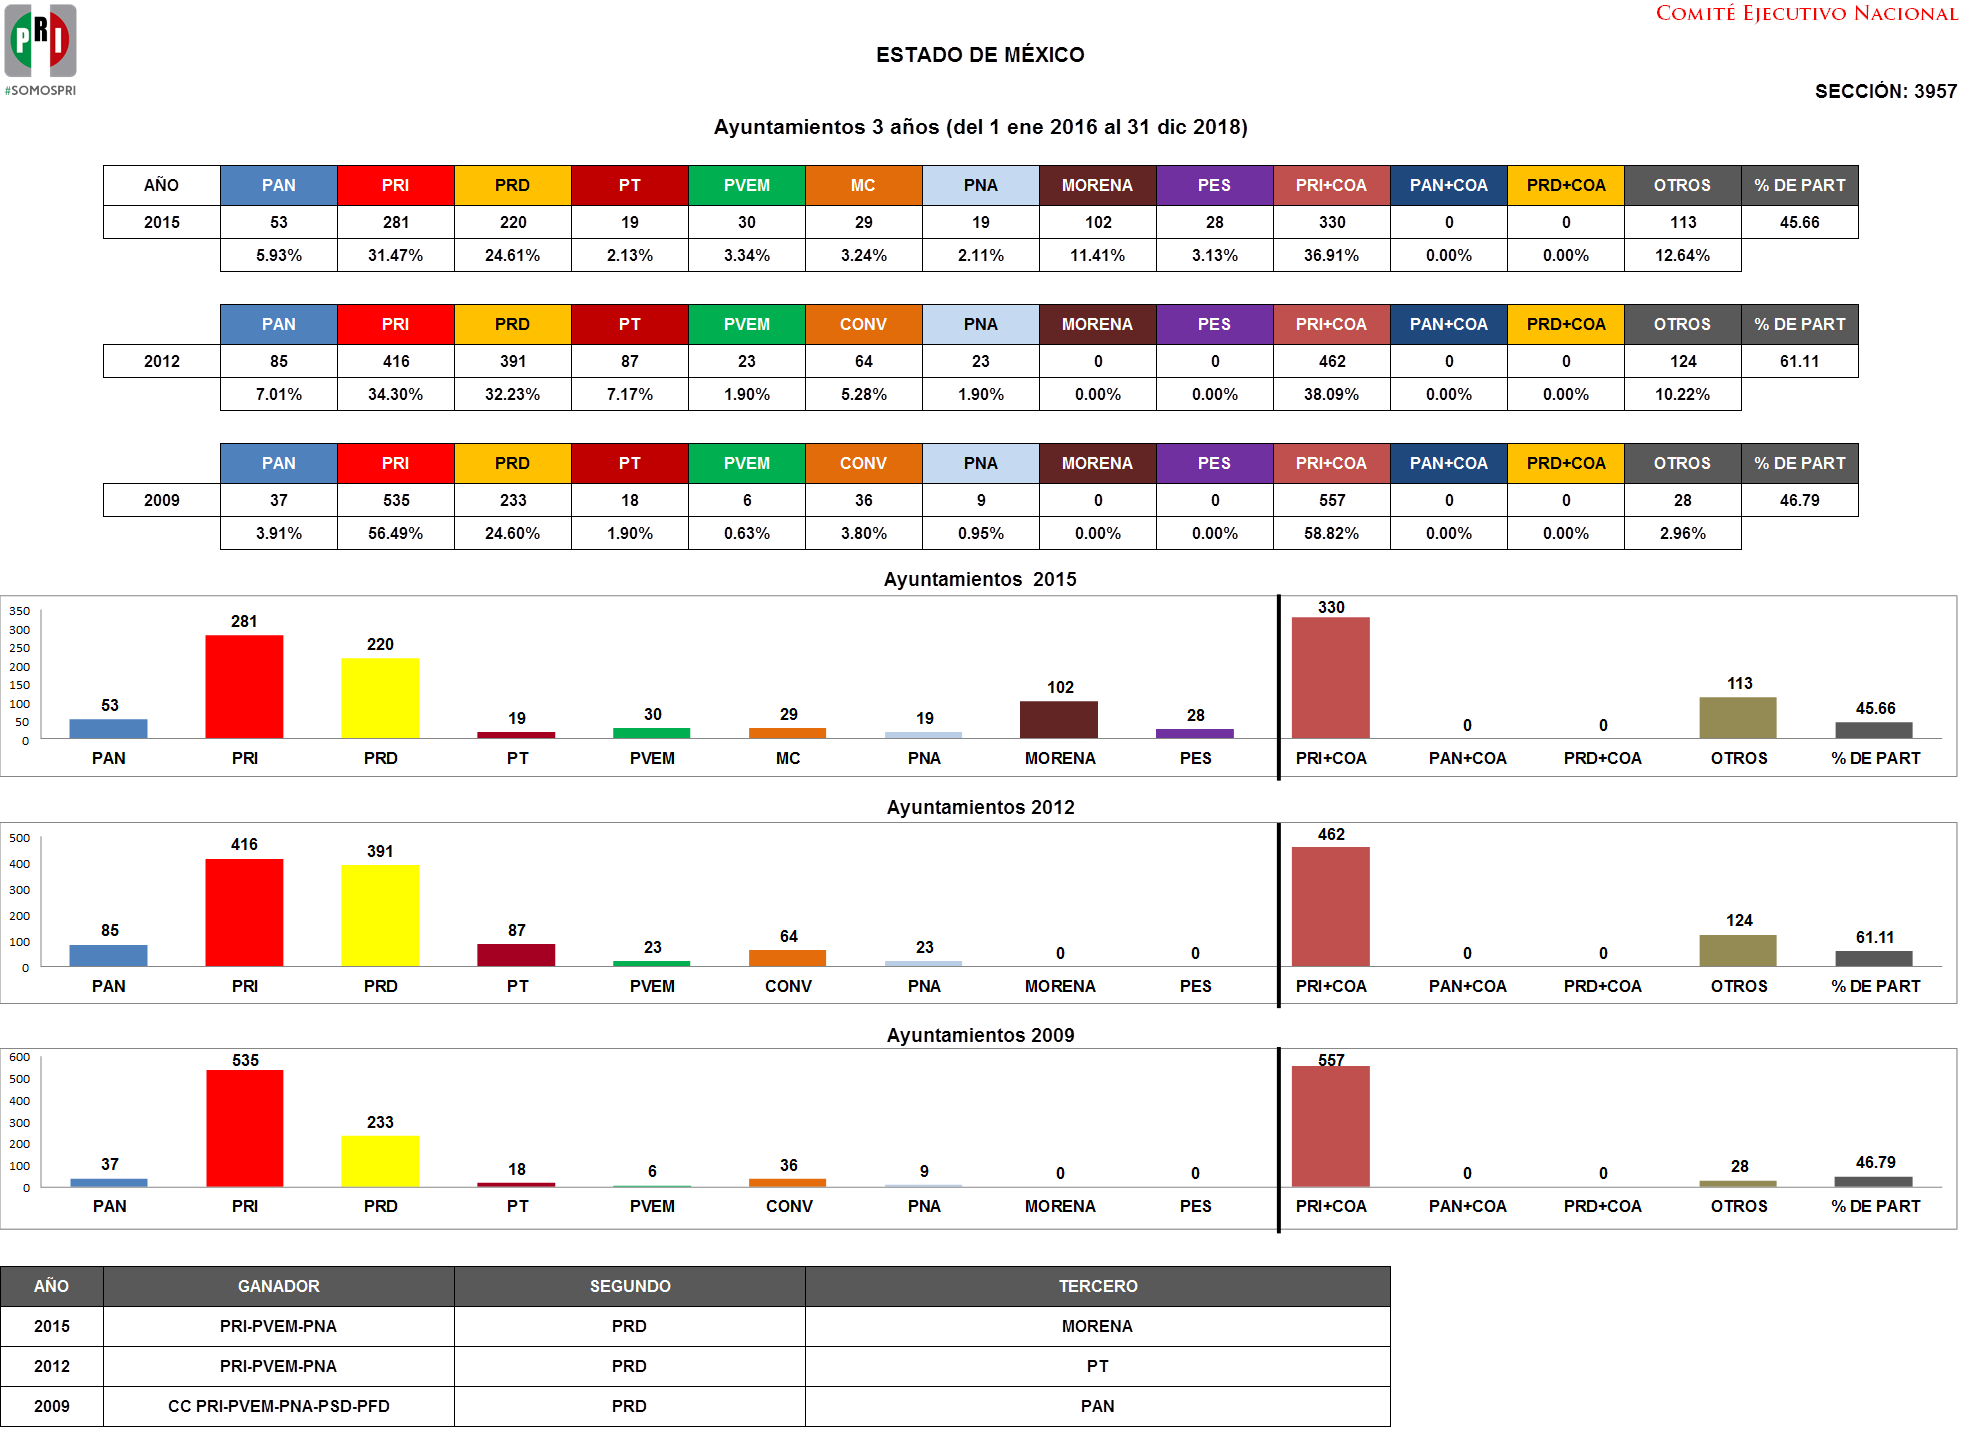 PRI
#SOMOSPRI
COMITÉ EJECUTIVO NACIONAL
ESTADO DE MÉXICO
SECCIÓN: 3957
Ayuntamientos 3 años (del 1 ene 2016 al 31 dic 2018)
AÑO PAN PRI PRD PT PVEM MC PNA MORENA PES PRI+COA PAN+COA PRD+COA OTROS % DE PART
2015 53 281 220 19 30 29 19 102 28 330 0 0 113 45.66
5.93% 31.47% 24.61% 2.13% 3.34% 3.24% 2.11% 11.41% 3.13% 36.91% 0.00% 0.00% 12.64%
PAN PRI PRD PT PVEM CONV PNA MORENA PES PRI+COA PAN+COA PRD+COA OTROS % DE PART
2012 85 416 391 87 23 64 23 0 0 462 0 0 124 61.11
7.01% 34.30% 32.23% 7.17% 1.90% 5.28% 1.90% 0.00% 0.00% 38.09% 0.00% 0.00% 10.22%
PAN PRI PRD PT PVEM CONV PNA MORENA PES PRI+COA PAN+COA PRD+COA OTROS % DE PART
2009 37 535 233 18 6 36 9 0 0 557 0 0 28 46.79
3.91% 56.49% 24.60% 1.90% 0.63% 3.80% 0.95% 0.00% 0.00% 58.82% 0.00% 0.00% 2.96%
Ayuntamientos 2015
350
300
250
200
150
100
50
0
53 281 220 19 30 29 19 102 28 330 0 0 113 45.66
PAN PRI PRD PT PVEM MC PNA MORENA PES PRI+COA PAN+COA PRD+COA OTROS % DE PART
Ayuntamientos 2012
500
400
300
200
100
0
85 416 391 87 23 64 23 0 0 462 0 0 124 61.11
PAN PRI PRD PT PVEM CONV PNA MORENA PES PRI+COA PAN+COA PRD+COA OTROS % DE PART
Ayuntamientos 2009
600
500
400
300
200
100
0
37 535 233 18 6 36 9 0 0 557 0 0 28 46.79
PAN PRI PRD PT PVEM CONV PNA MORENA PES PRI+COA PAN+COA PRD+COA OTROS % DE PART
AÑO GANADOR SEGUNDO TERCERO
2015 PRI-PVEM-PNA PRD MORENA
2012 PRI-PVEM-PNA PRD PT
2009 CC PRI-PVEM-PNA-PSD-PFD PRD PAN